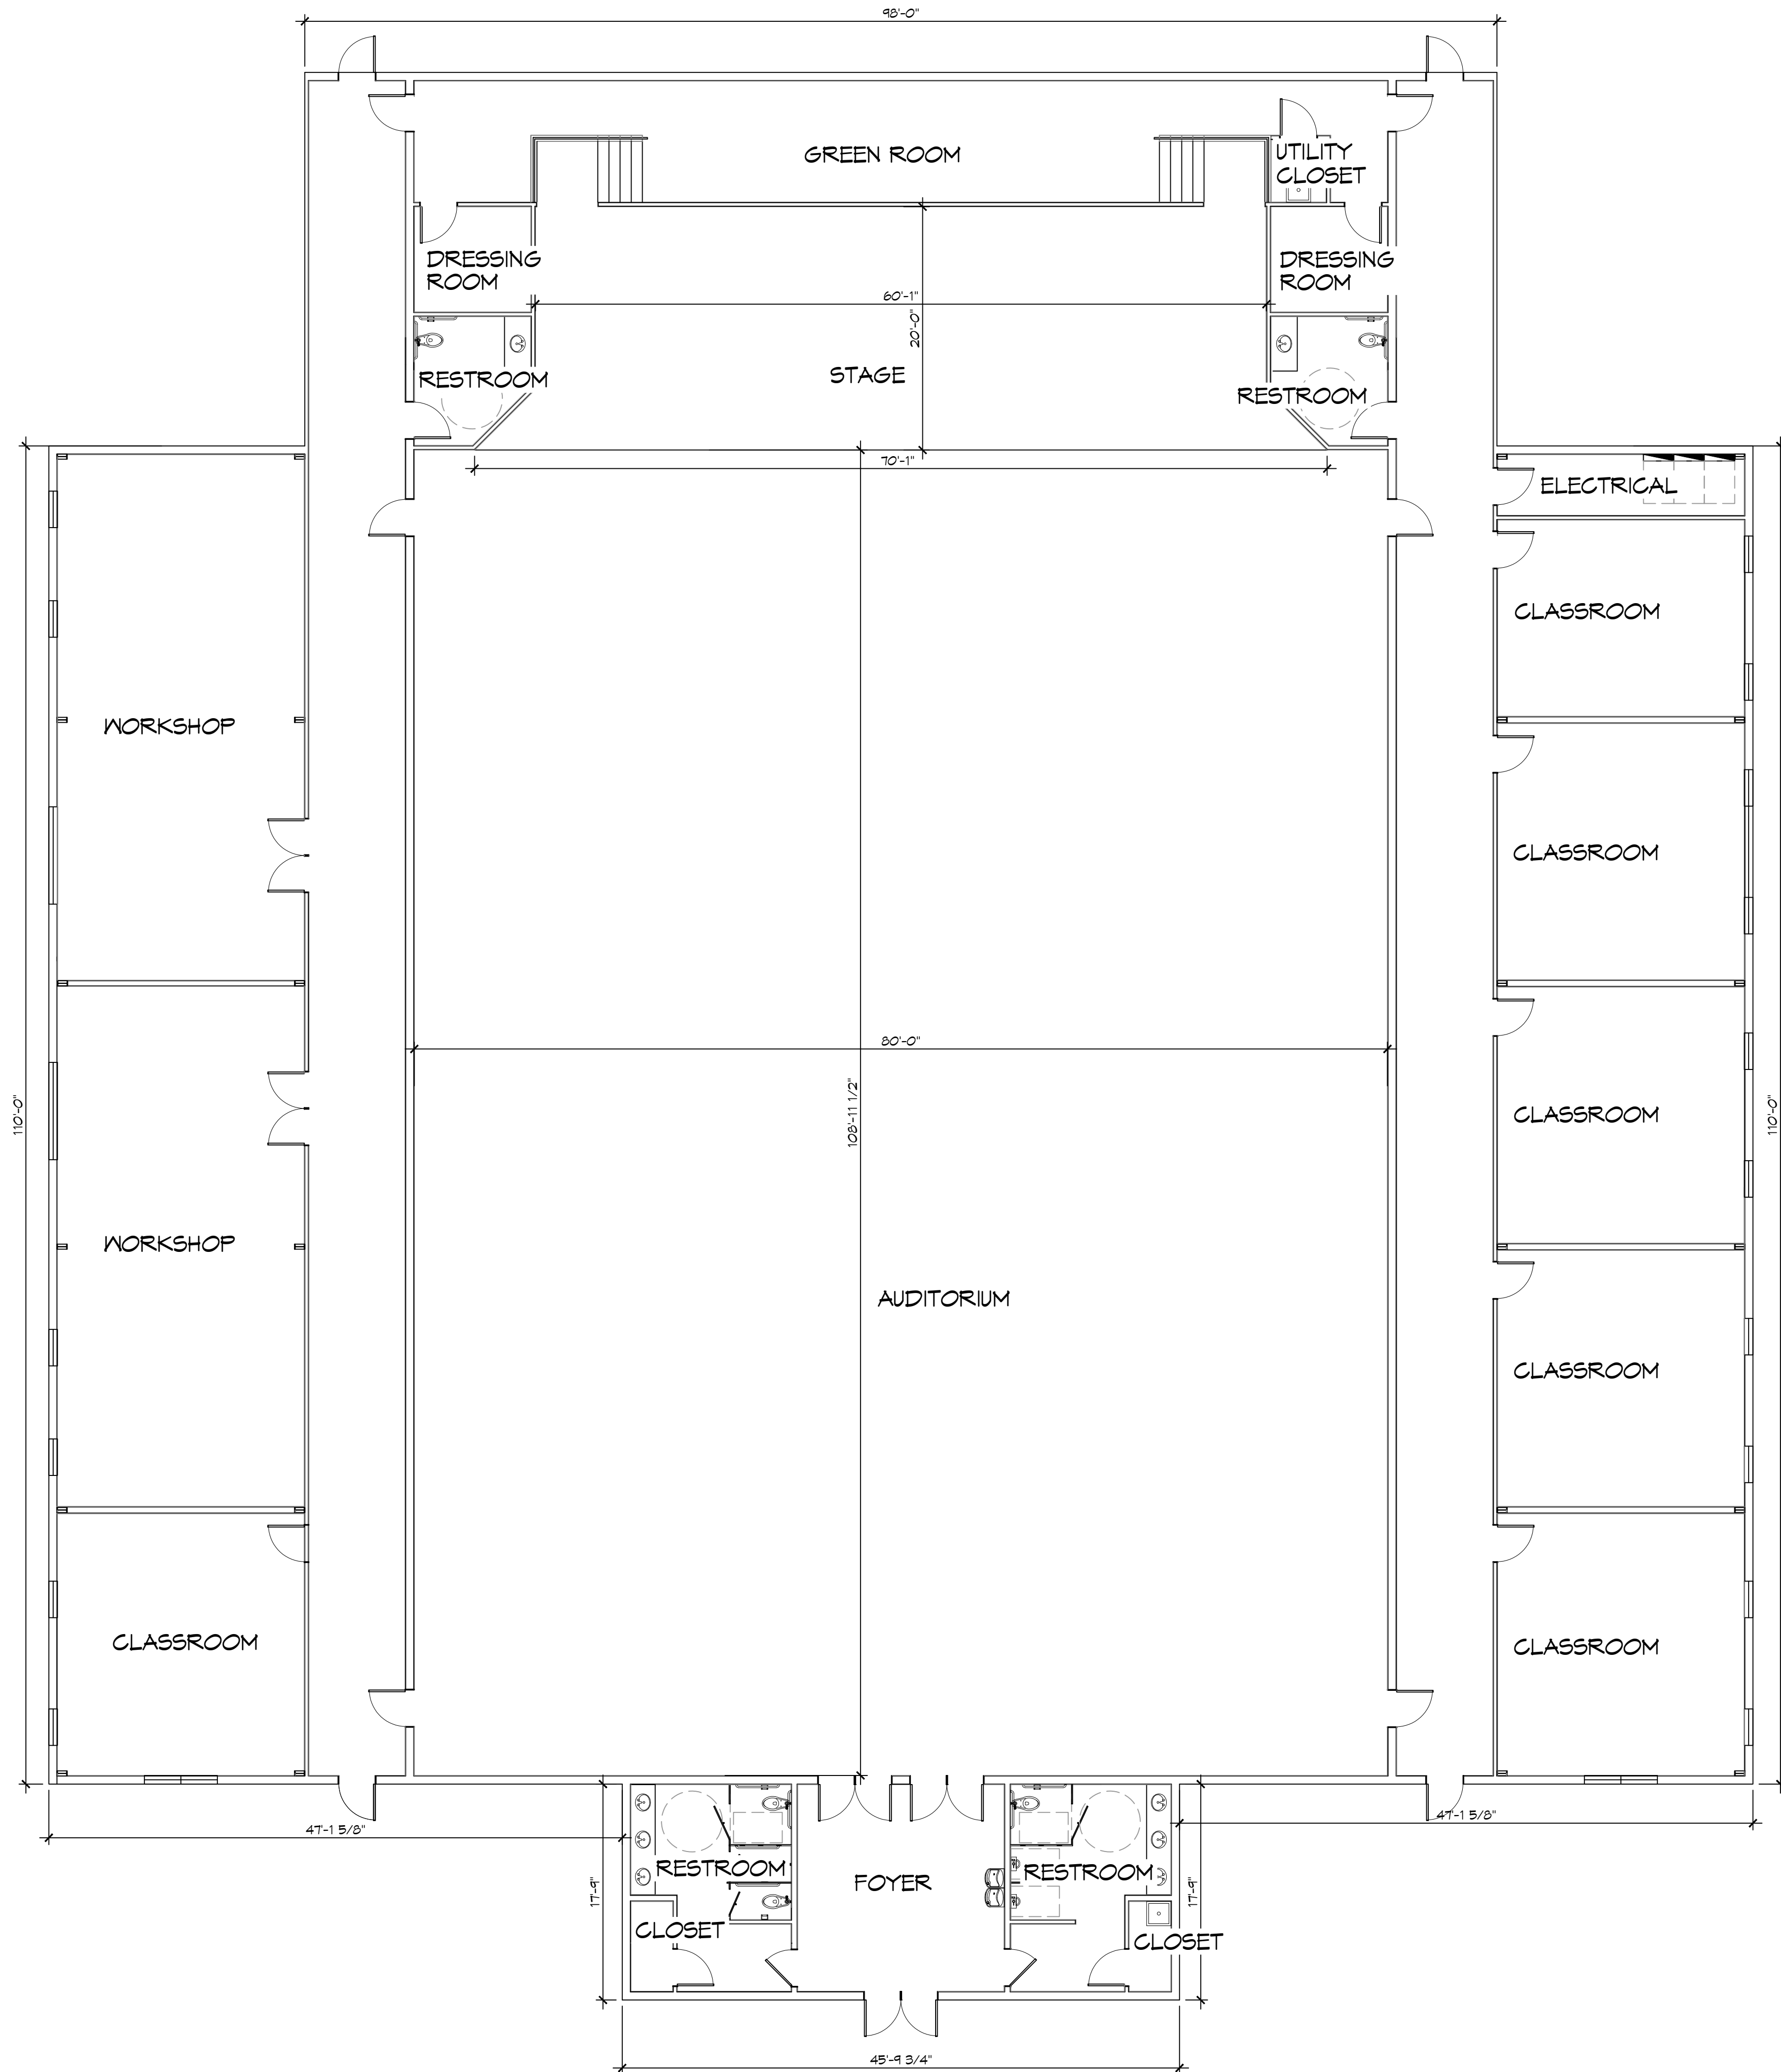 98'-0"
GREEN ROOM
UTILITY
CLOSET
DRESSING
ROOM
DRESSING
ROOM
60'-1"
20'-0"
STAGE
RESTROOM
RESTROOM
70'-1"
ELECTRICAL
CLASSROOM
WORKSHOP
CLASSROOM
80'-0"
108'-11 1/2"
110'-0"
110'-0"
CLASSROOM
WORKSHOP
AUDITORIUM
CLASSROOM
CLASSROOM
CLASSROOM
47'-1 5/8"
47'-1 5/8"
RESTROOM
FOYER
RESTROOM
17'-9"
17'-9"
CLOSET
CLOSET
45'-9 3/4"